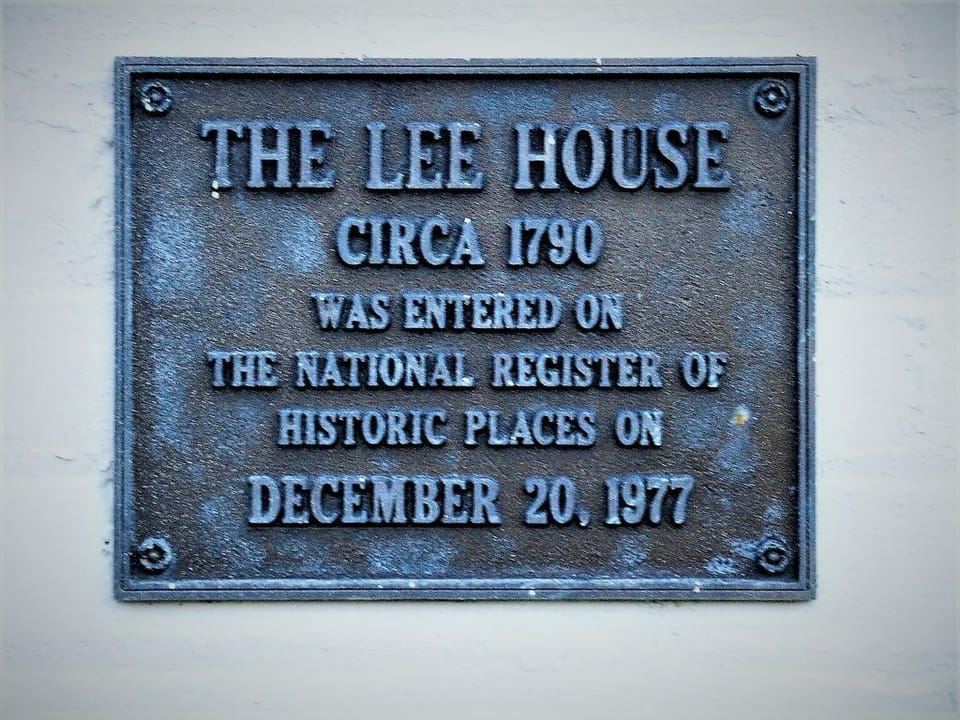 THE LEE HOUSE
CIRCA 1790
WAS ENTERED ON
THE NATIONAL REGISTER OF
HISTORIC PLACES ON
DECEMBER 20, 1977